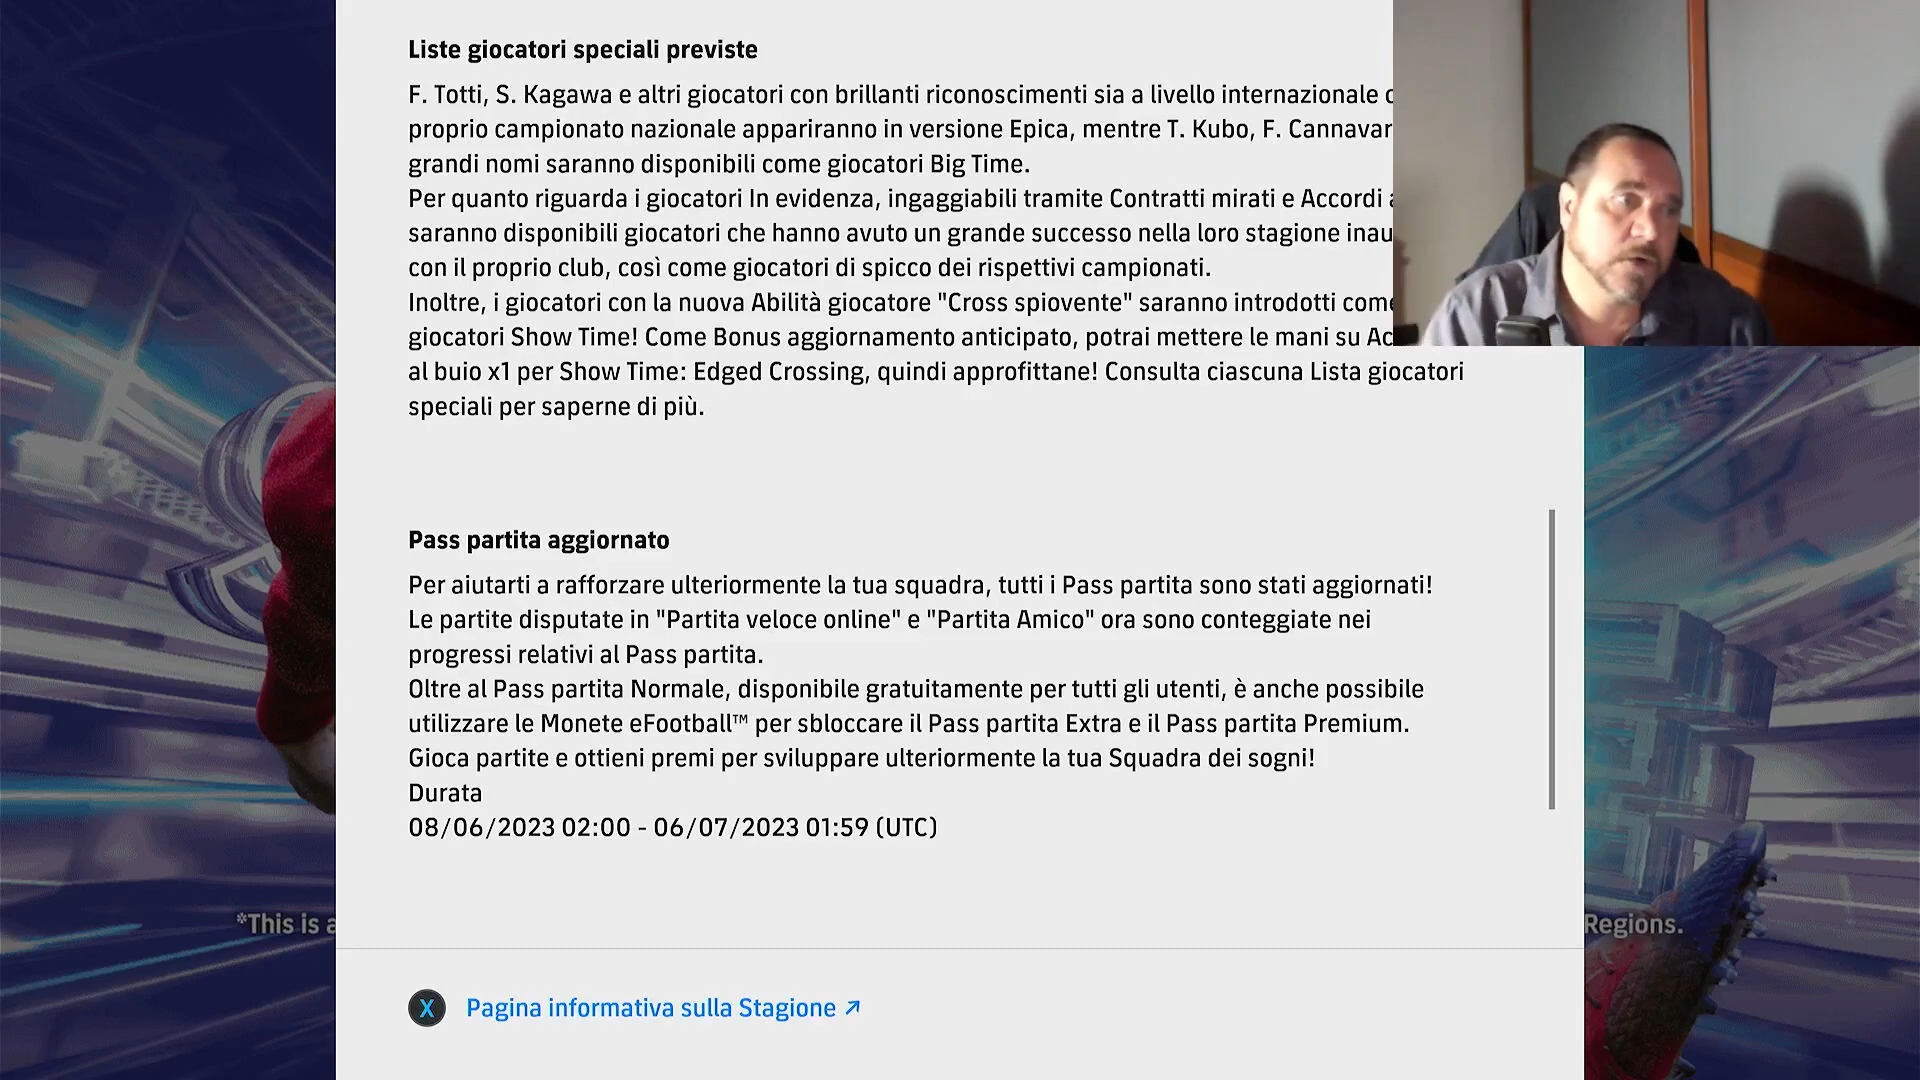 Liste giocatori speciali previste
F. Totti, S. Kagawa e altri giocatori con brillanti riconoscimenti sia a livello internazionale
proprio campionato nazionale appariranno in versione Epica, mentre T. Kubo, F. Cannavar
grandi nomi saranno disponibili come giocatori Big Time.
Per quanto riguarda i giocatori In evidenza, ingaggiabili tramite Contratti mirati e Accordi
saranno disponibili giocatori che hanno avuto un grande successo nella loro stagione inau
con il proprio club, così come giocatori di spicco dei rispettivi campionati.
Inoltre, i giocatori con la nuova Abilità giocatore "Cross spiovente" saranno introdotti come
giocatori Show Time! Come Bonus aggiornamento anticipato, potrai mettere le mani su Ac
al buio x1 per Show Time: Edged Crossing, quindi approfittane! Consulta ciascuna Lista giocatori
speciali per saperne di più.
Pass partita aggiornato
Per aiutarti a rafforzare ulteriormente la tua squadra, tutti i Pass partita sono stati aggiornati!
Le partite disputate in "Partita veloce online" e "Partita Amico" ora sono conteggiate nei
progressi relativi al Pass partita.
Oltre al Pass partita Normale, disponibile gratuitamente per tutti gli utenti, è anche possibile
utilizzare le Monete eFootball™ per sbloccare il Pass partita Extra e il Pass partita Premium.
Gioca partite e ottieni premi per sviluppare ulteriormente la tua Squadra dei sogni!
Durata
08/06/2023 02:00 - 06/07/2023 01:59 (UTC)
*This is a
Regions.
X Pagina informativa sulla Stagione